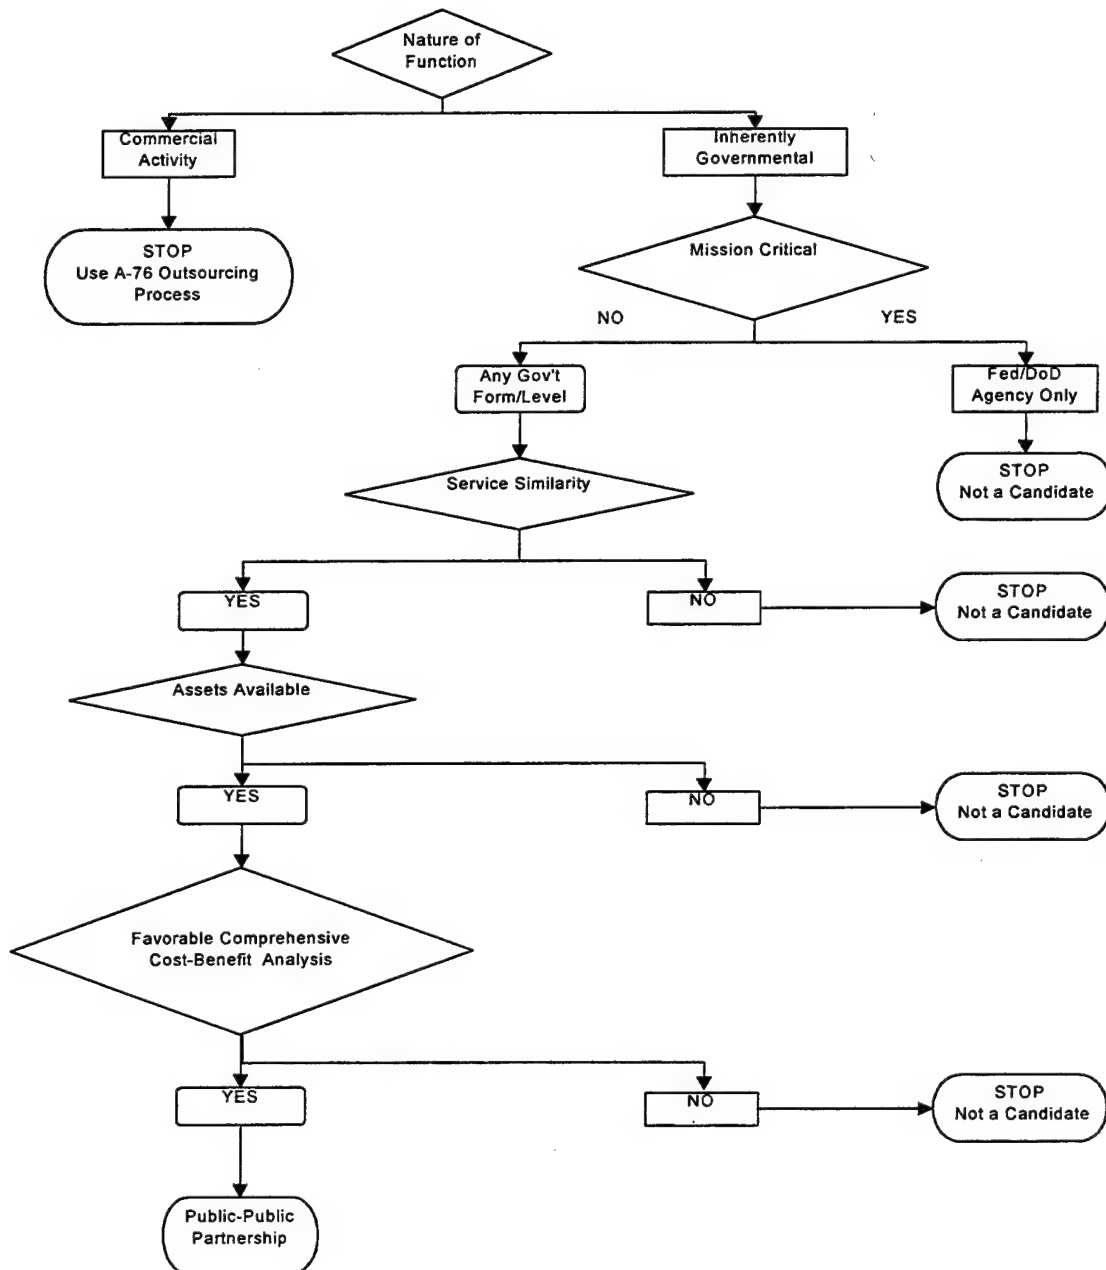 Nature of
Function
Commercial
Activity
Inherently
Governmental
STOP
Use A-76 Outsourcing
Process
Mission Critical
NO
YES
Any Gov't
Form/Level
Fed/DoD
Agency Only
STOP
Not a Candidate
Service Similarity
YES
NO
STOP
Not a Candidate
Assets Available
YES
NO
STOP
Not a Candidate
Favorable Comprehensive
Cost-Benefit Analysis
YES
NO
STOP
Not a Candidate
Public-Public
Partnership